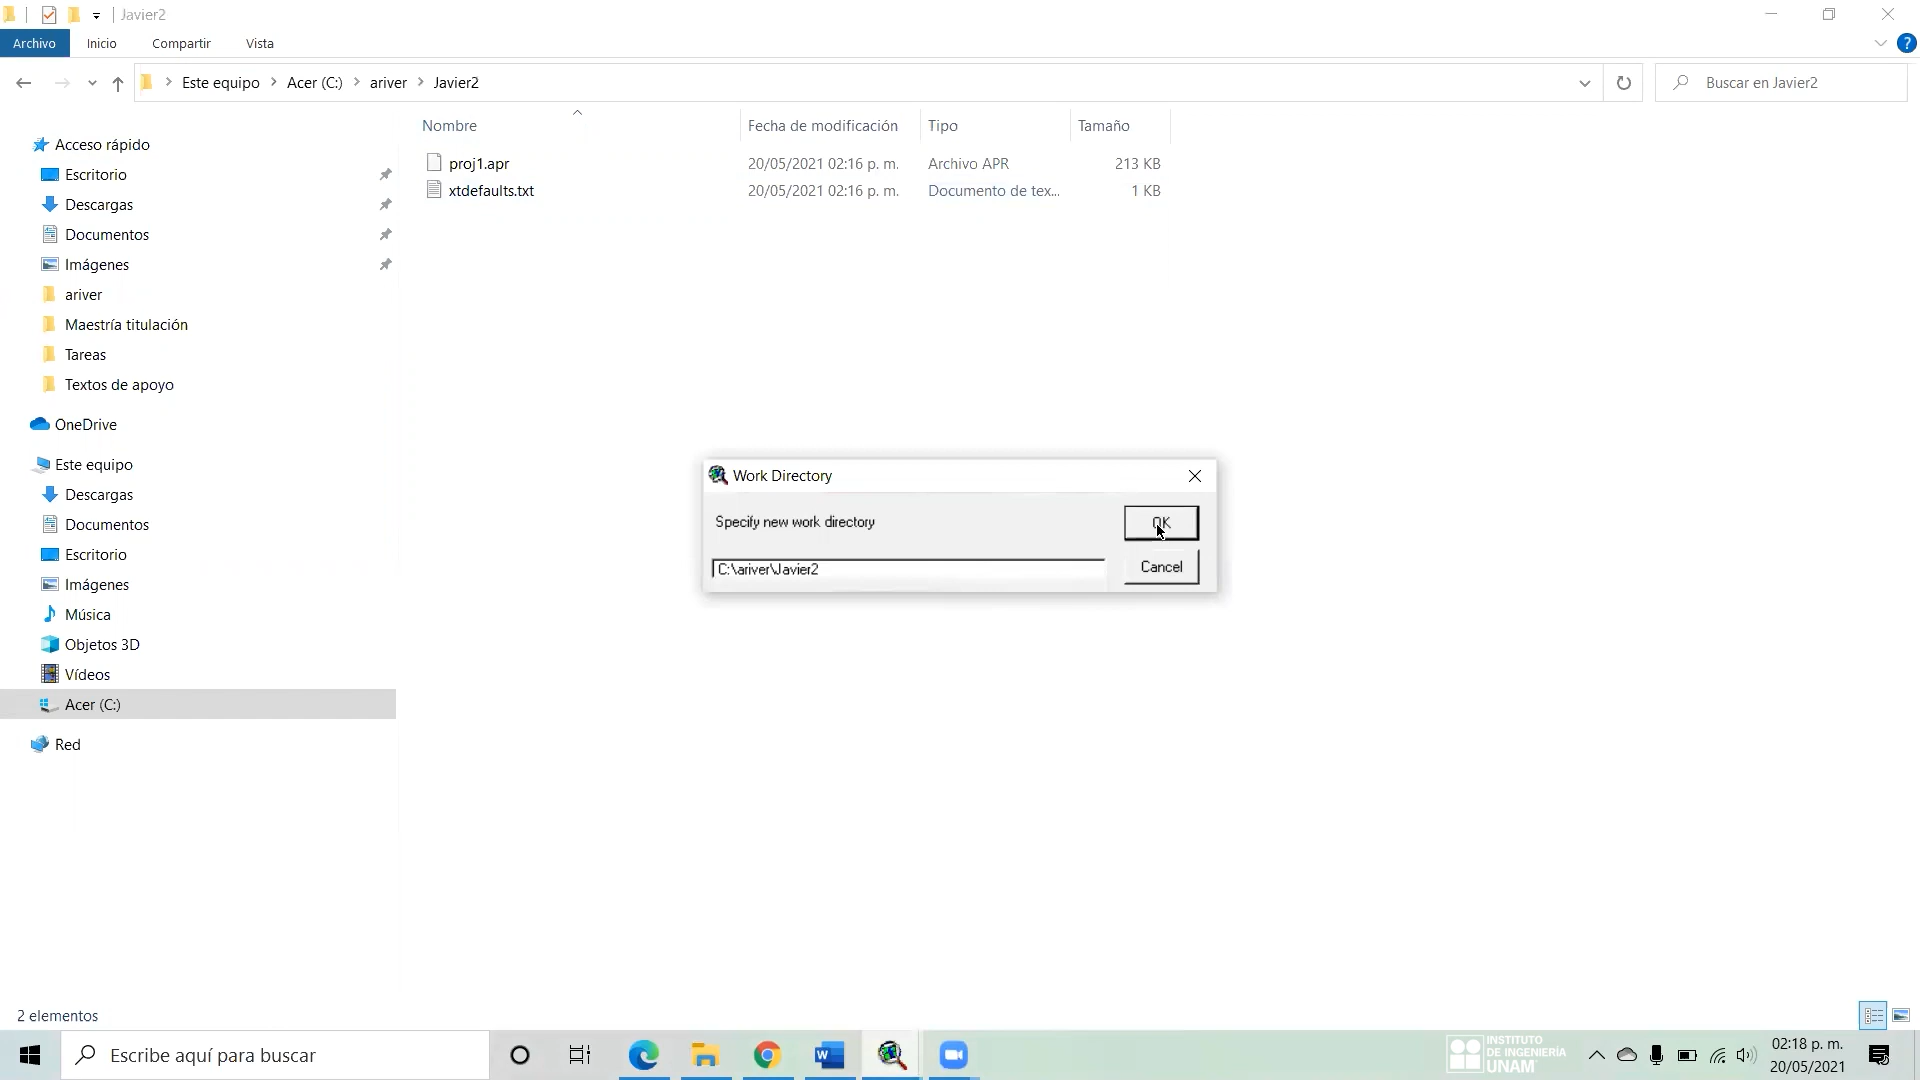 Javier2
Archivo Inicio Compartir Vista
Este equipo Acer (C:) ariver Javier2
Buscar en Javier2
Nombre Fecha de modificación Tipo Tamaño
proj1.apr 20/05/2021 02:16 p. m. Archivo APR 213 KB
xtdefaults.txt 20/05/2021 02:16 p. m. Documento de tex... 1 KB
Acceso rápido
Escritorio
Descargas
Documentos
Imágenes
ariver
Maestría titulación
Tareas
Textos de apoyo
OneDrive
Este equipo
Descargas
Documentos
Escritorio
Imágenes
Música
Objetos 3D
Vídeos
Acer (C:)
Red
Work Directory
Specify new work directory
OK
C:\ariver\Javier2
Cancel
2 elementos
Escribe aquí para buscar
INSTITUTO
DE INGENIERÍA
UNAM
02:18 p. m.
20/05/2021